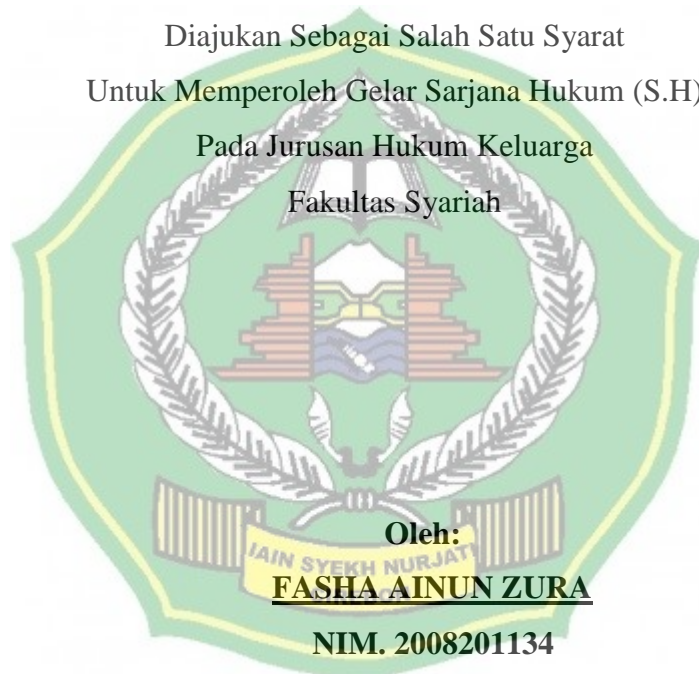 Diajukan Sebagai Salah Satu Syarat
Untuk Memperoleh Gelar Sarjana Hukum (S.H)
Pada Jurusan Hukum Keluarga
Fakultas Syariah
Oleh:
IAIN SYEKH NURJATI
FASHA AINUN ZURA
NIM. 2008201134